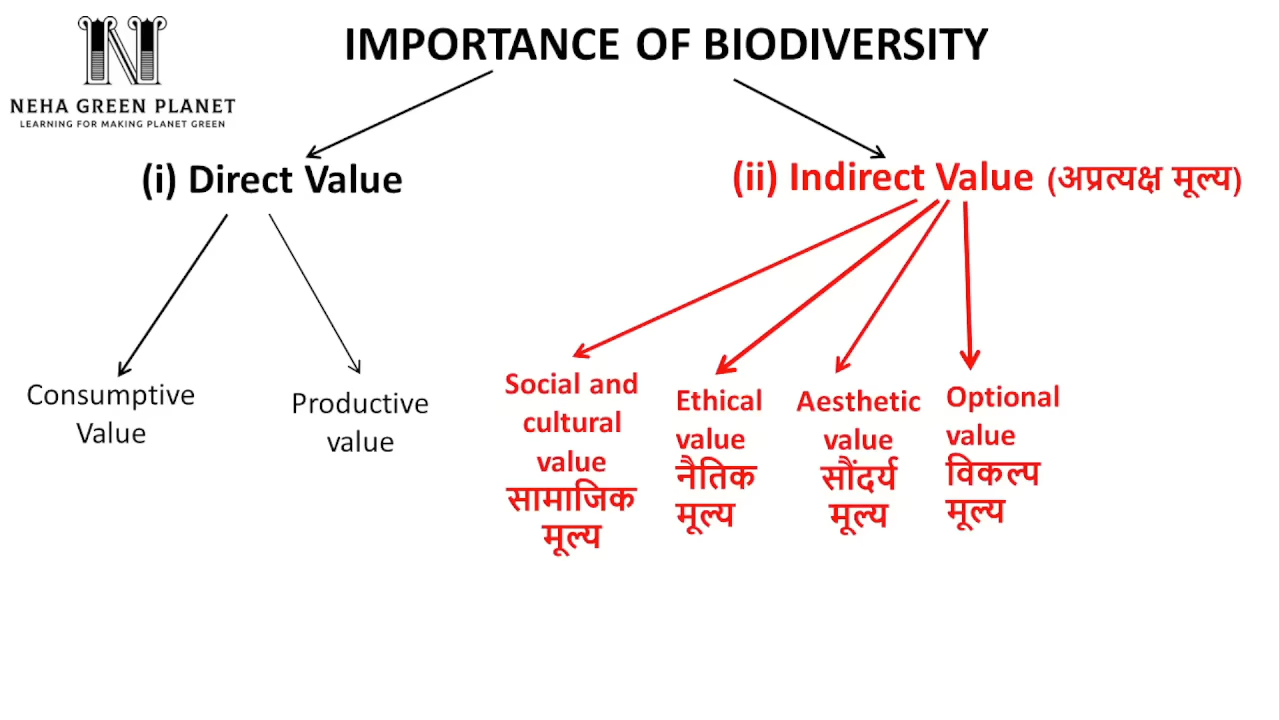 NEHA GREEN PLANET
LEARNING FOR MAKING PLANET GREEN
IMPORTANCE OF BIODIVERSITY
(i) Direct Value
(ii) Indirect Value (अप्रत्यक्ष मूल्य)
Consumptive
Value
Productive
value
Social and
cultural
value
सामाजिक
मूल्य
Ethical
value
नैतिक
मूल्य
Aesthetic
value
सौंदर्य
मूल्य
Optional
value
विकल्प
मूल्य